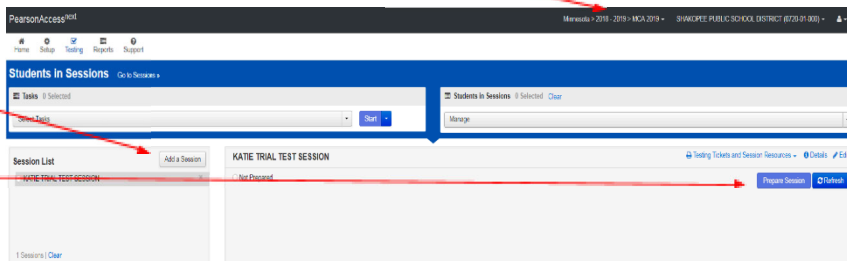 PearsonAccessnext
Minnesota > 2018 - 2019 > MCA 2019
SHAKOPEE PUBLIC SCHOOL DISTRICT (0720-01-000)
Home Setup Testing Reports Support
Students in Sessions Go to Sessions »
Tasks 0 Selected
Students in Sessions 0 Selected Clear
Select Tasks
Start
Manage
Session List
Add a Session
KATIE TRIAL TEST SESSION
Testing Tickets and Session Resources
Details
Edi
KATIE TRIAL TEST SESSION
Not Prepared
Prepare Session
Refresh
1 Sessions | Clear